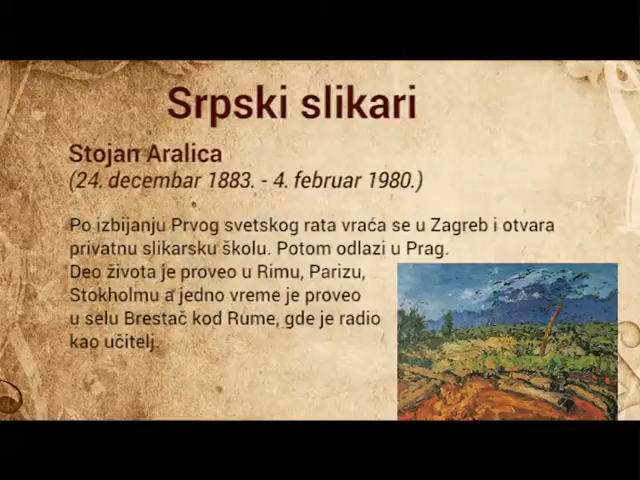 Srpski slikari
Stojan Aralica
(24. decembar 1883. - 4. februar 1980.)
Po izbijanju Prvog svetskog rata vraća se u Zagreb i otvara
privatnu slikarsku školu. Potom odlazi u Prag.
Deo života je proveo u Rimu, Parizu,
Stokholmu a jedno vreme je proveo
u selu Brestač kod Rume, gde je radio
kao učitelj.